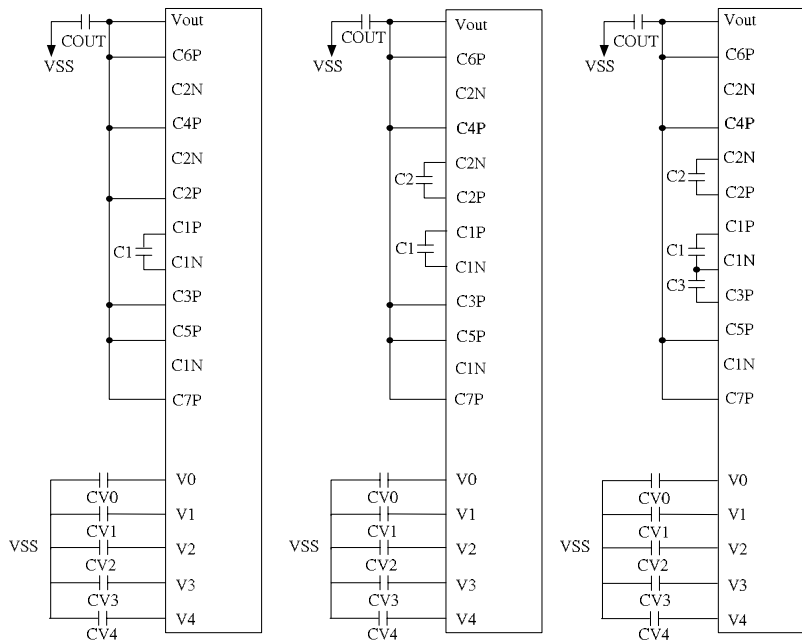 Vout
COUT
VSS
C6P
C2N
C4P
C2N
C2P
C1P
C1
C1N
C3P
C5P
C1N
C7P
V0
CV0
V1
CV1
VSS
V2
CV2
V3
CV3
V4
CV4
Vout
COUT
VSS
C6P
C2N
C4P
C2N
C2
C2P
C1P
C1
C1N
C3P
C5P
C1N
C7P
V0
CV0
V1
CV1
VSS
V2
CV2
V3
CV3
V4
CV4
Vout
COUT
VSS
C6P
C2N
C4P
C2N
C2
C2P
C1P
C1
C1N
C3
C3P
C5P
C1N
C7P
V0
CV0
V1
CV1
VSS
V2
CV2
V3
CV3
V4
CV4